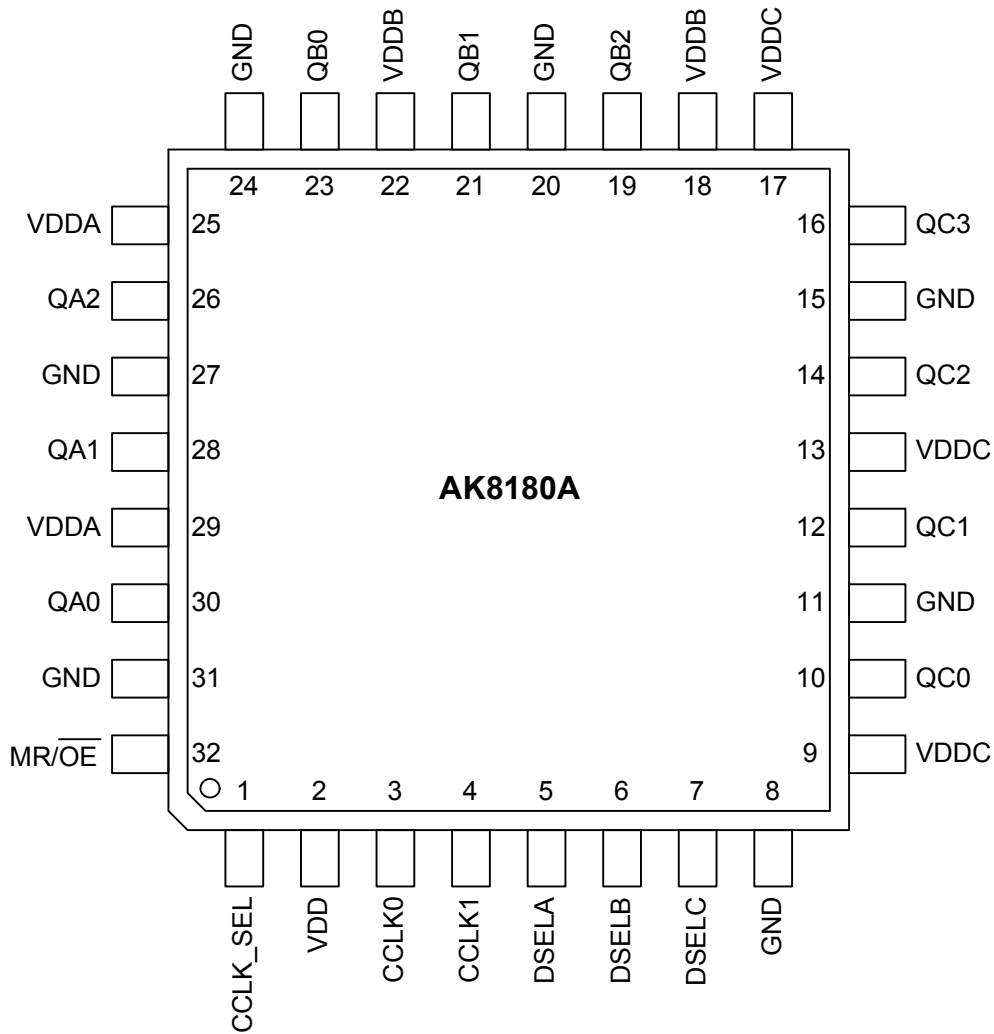 GND
QB0
VDDB
QB1
GND
QB2
VDDB
VDDC
24
23
22
21
20
19
18
17
VDDA
25
16
QC3
QA2
26
15
GND
GND
27
14
QC2
QA1
28
13
VDDC
AK8180A
VDDA
29
12
QC1
QA0
30
11
GND
GND
31
10
QC0
MR/OE
32
9
VDDC
1
2
3
4
5
6
7
8
CCLK_SEL
VDD
CCLK0
CCLK1
DSELA
DSELB
DSELC
GND